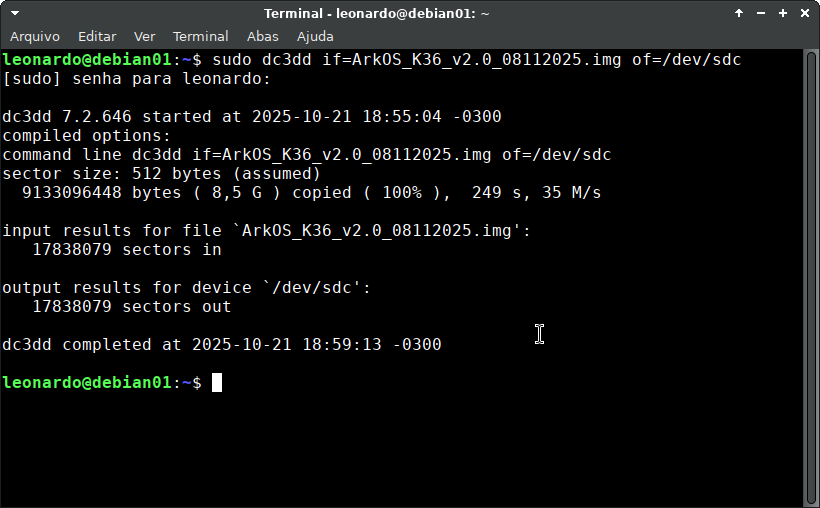 Terminal - leonardo@debian01: ~
Arquivo Editar Ver Terminal Abas Ajuda
leonardo@debian01:~$ sudo dc3dd if=ArkOS_K36_v2.0_08112025.img of=/dev/sdc
[sudo] senha para leonardo:
dc3dd 7.2.646 started at 2025-10-21 18:55:04 -0300
compiled options:
command line dc3dd if=ArkOS_K36_v2.0_08112025.img of=/dev/sdc
sector size: 512 bytes (assumed)
9133096448 bytes ( 8,5 G ) copied ( 100% ),  249 s, 35 M/s
input results for file `ArkOS_K36_v2.0_08112025.img':
17838079 sectors in
output results for device `/dev/sdc':
17838079 sectors out
dc3dd completed at 2025-10-21 18:59:13 -0300
leonardo@debian01:~$